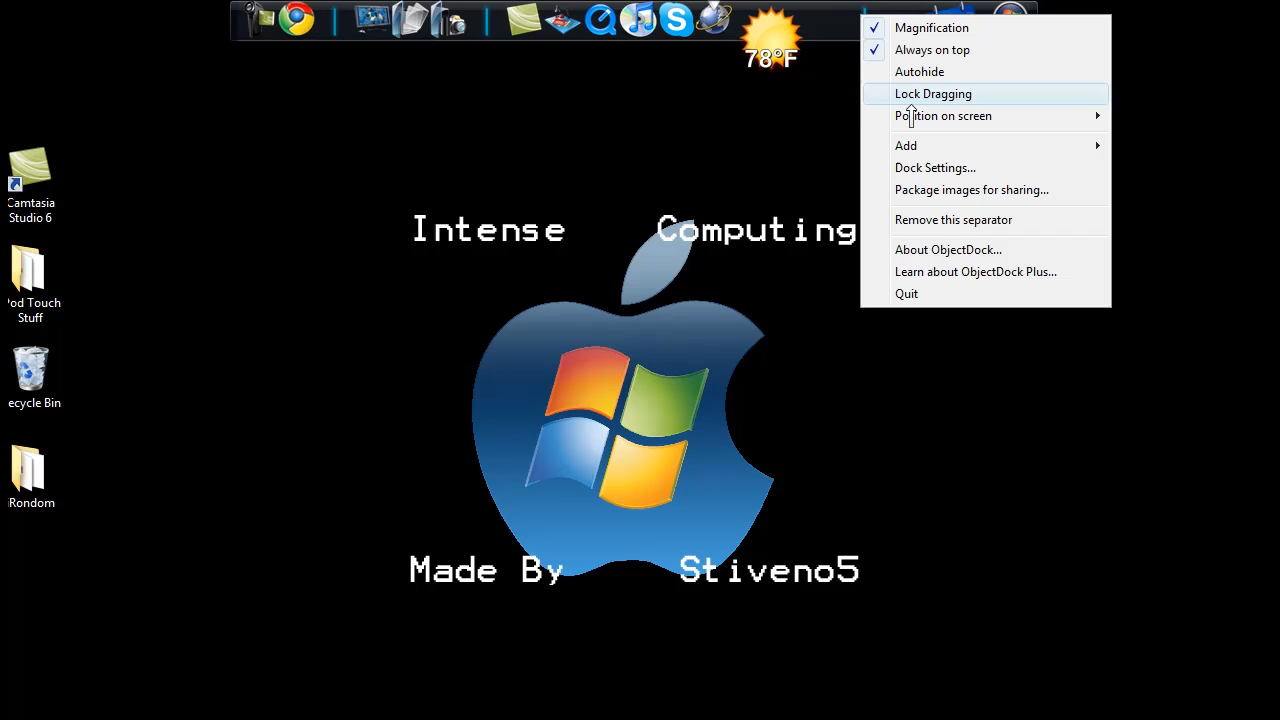 78°F
Magnification
Always on top
Autohide
Lock Dragging
Position on screen
Add
Dock Settings...
Package images for sharing...
Remove this separator
About ObjectDock...
Learn about ObjectDock Plus...
Quit
Camtasia
Studio 6
Pod Touch
Stuff
ecycle Bin
iRondom
Intense Computing
Made By Stiveno5